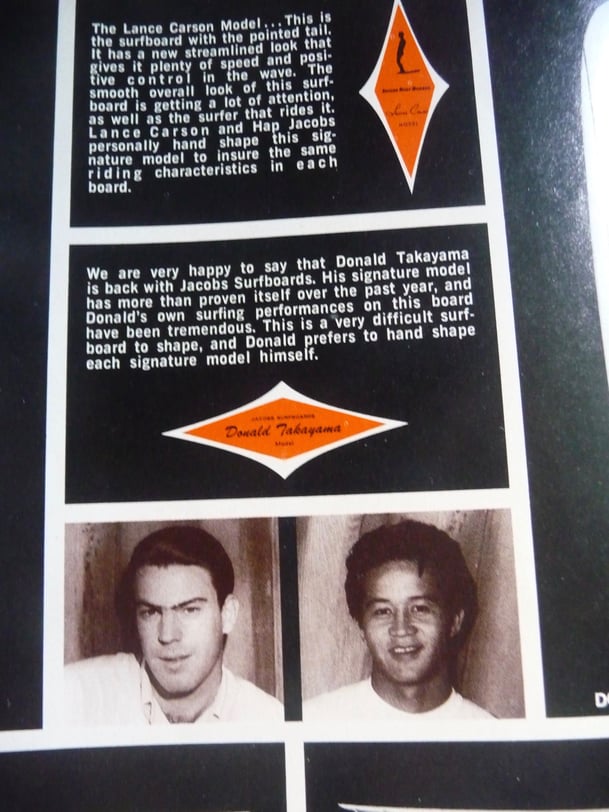 The Lance Carson Model...This is
the surfboard with the pointed tail.
It has a new streamlined look that
gives it plenty of speed and posi-
tive control in the wave. The
smooth overall look of this surf-
board is getting a lot of attention,
as well as the surfer that rides it.
Lance Carson and Hap Jacobs
personally hand shape this sig-
nature model to insure the same
riding characteristics in each
board.
Lance Carson
MODEL
We are very happy to say that Donald Takayama
is back with Jacobs Surfboards. His signature model
has more than proven itself over the past year, and
Donald's own surfing performances on this board
have been tremendous. This is a very difficult surf-
board to shape, and Donald prefers to hand shape
each signature model himself.
JACOBS SURFBOARDS
Donald Takayama
Model